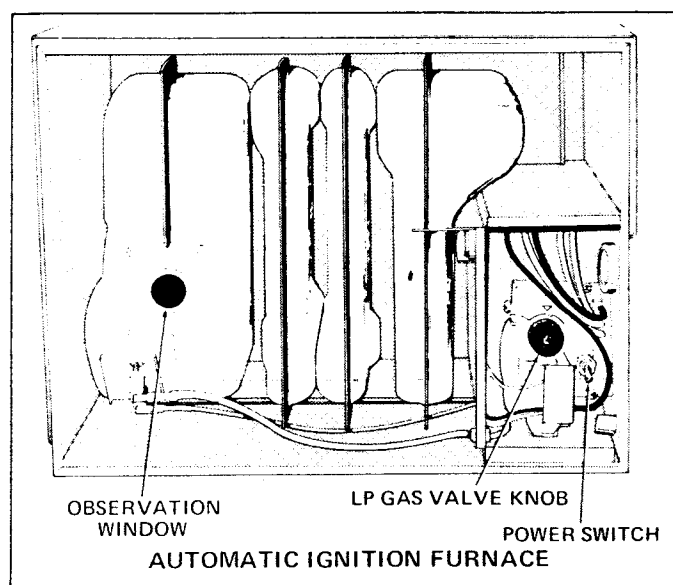 OBSERVATION
WINDOW
LP GAS VALVE KNOB
POWER SWITCH
AUTOMATIC IGNITION FURNACE